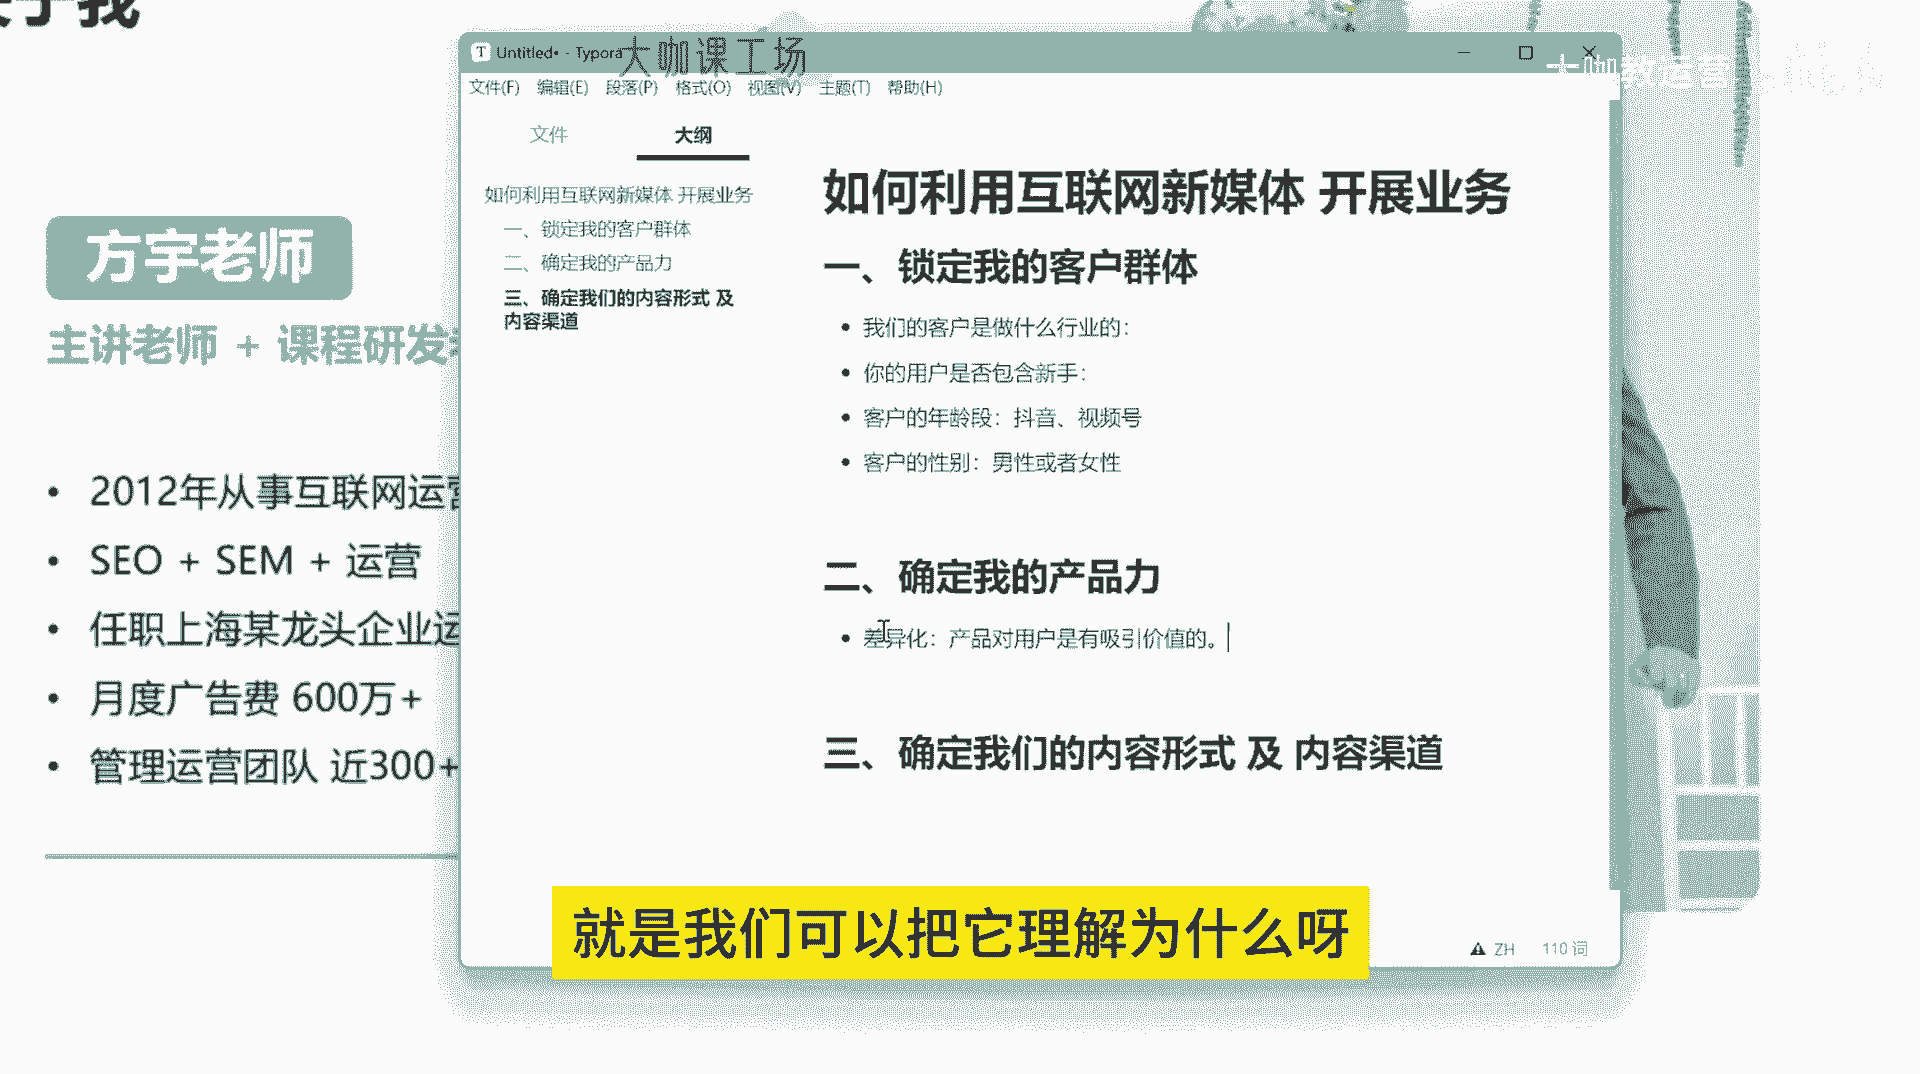 于我
方宇老师
主讲老师 + 课程研发
2012年从事互联网运营
SEO + SEM + 运营
任职上海某龙头企业运
月度广告费 600万+
管理运营团队 近300+
Untitled• - Typora
大咖课工场
大咖教运营
文件(F) 编辑(E) 段落(P) 格式(O) 视图(V) 主题(T) 帮助(H)
文件 大纲
如何利用互联网新媒体 开展业务
一、锁定我的客户群体
二、确定我的产品力
三、确定我们的内容形式 及
内容渠道
如何利用互联网新媒体 开展业务
一、锁定我的客户群体
我们的客户是做什么行业的：
你的用户是否包含新手：
客户的年龄段：抖音、视频号
客户的性别：男性或者女性
二、确定我的产品力
差异化：产品对用户是有吸引价值的。
三、确定我们的内容形式 及 内容渠道
就是我们可以把它理解为什么呀
ZH 110 词